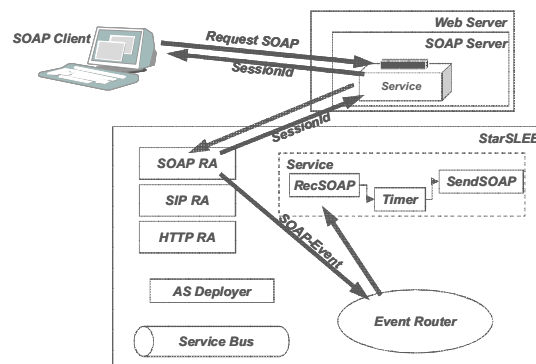 Web Server
SOAP Client
Request SOAP
SOAP Server
SessionId
Service
SessionId
StarSLEE
SOAP RA
Service
RecSOAP
SendSOAP
Timer
SIP RA
SOAP-Event
HTTP RA
AS Deployer
Event Router
Service Bus